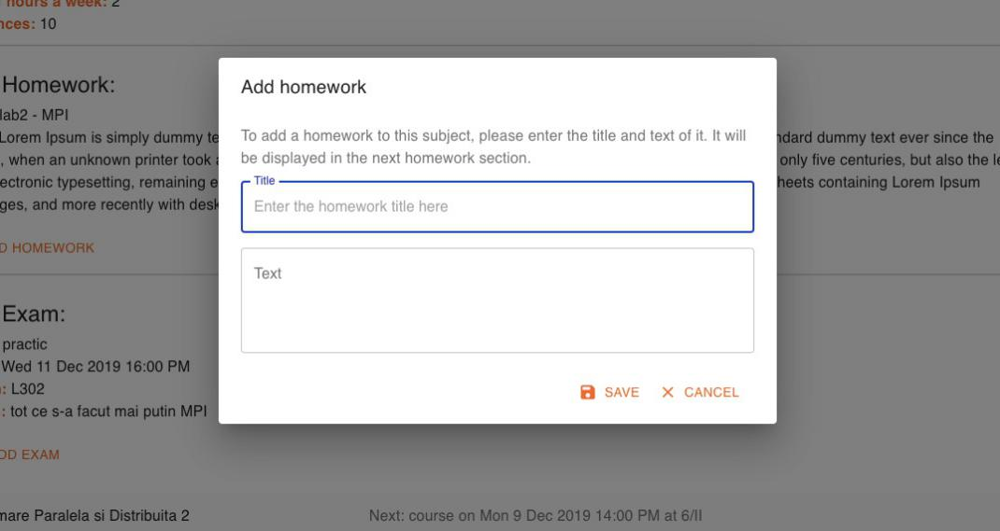 hours a week: 2
nces: 10
Homework:
lab2 - MPI
Lorem Ipsum is simply dummy te
ndard dummy text ever since the
, when an unknown printer took a
only five centuries, but also the le
ectronic typesetting, remaining e
heets containing Lorem Ipsum
ges, and more recently with desk
D HOMEWORK
Exam:
practic
Wed 11 Dec 2019 16:00 PM
: L302
: tot ce s-a facut mai putin MPI
DD EXAM
mare Paralela si Distribuita 2
Next: course on Mon 9 Dec 2019 14:00 PM at 6/II
Add homework
To add a homework to this subject, please enter the title and text of it. It will
be displayed in the next homework section.
Title
Enter the homework title here
Text
SAVE
CANCEL